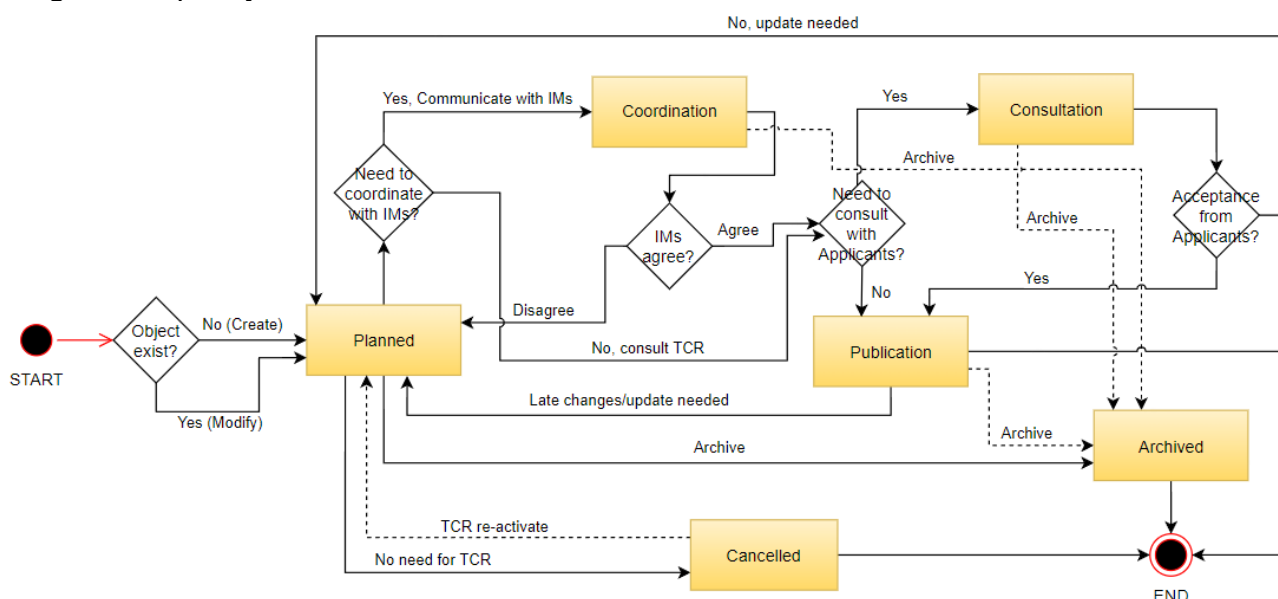 No, update needed
Yes, Communicate with IMs
Coordination
Yes
Consultation
Archive
Need to
coordinate
with IMs?
Need to
consult
with
Applicants?
Acceptance
from
Applicants?
Archive
IMs
agree?
Agree
Yes
No
Disagree
Object
exist?
No (Create)
Planned
No, consult TCR
Publication
START
Yes (Modify)
Late changes/update needed
Archive
Archive
Archived
TCR re-activate
No need for TCR
Cancelled
END